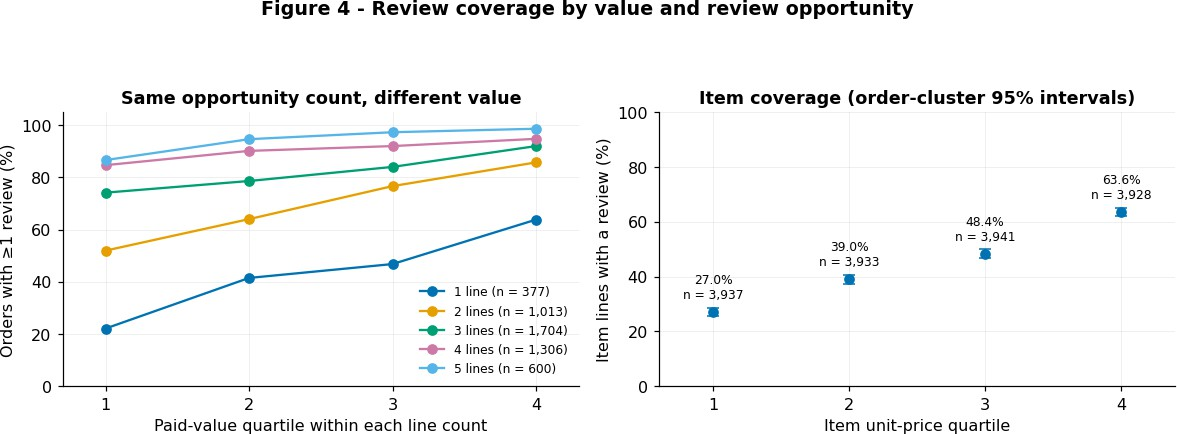 Figure 4 - Review coverage by value and review opportunity
Same opportunity count, different value
Orders with ≥1 review (%)
100
80
60
40
20
0
1 line (n = 377)
2 lines (n = 1,013)
3 lines (n = 1,704)
4 lines (n = 1,306)
5 lines (n = 600)
1 2 3 4
Paid-value quartile within each line count
Item coverage (order-cluster 95% intervals)
Item lines with a review (%)
100
80
60
40
20
0
27.0%
n = 3,937
39.0%
n = 3,933
48.4%
n = 3,941
63.6%
n = 3,928
1 2 3 4
Item unit-price quartile